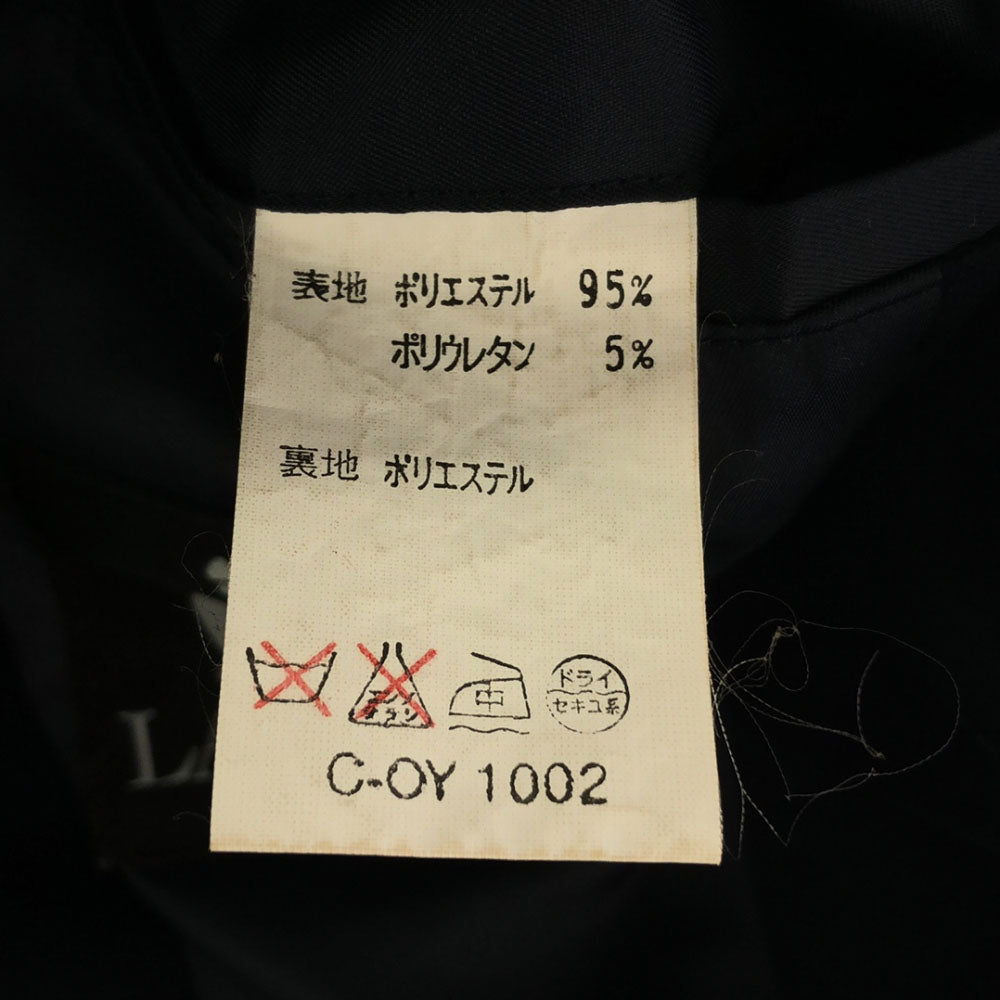 表地 ポリエステル 95%
ポリウレタン 5%
裏地 ポリエステル
中
ドライ
セキユ系
C-OY 1002